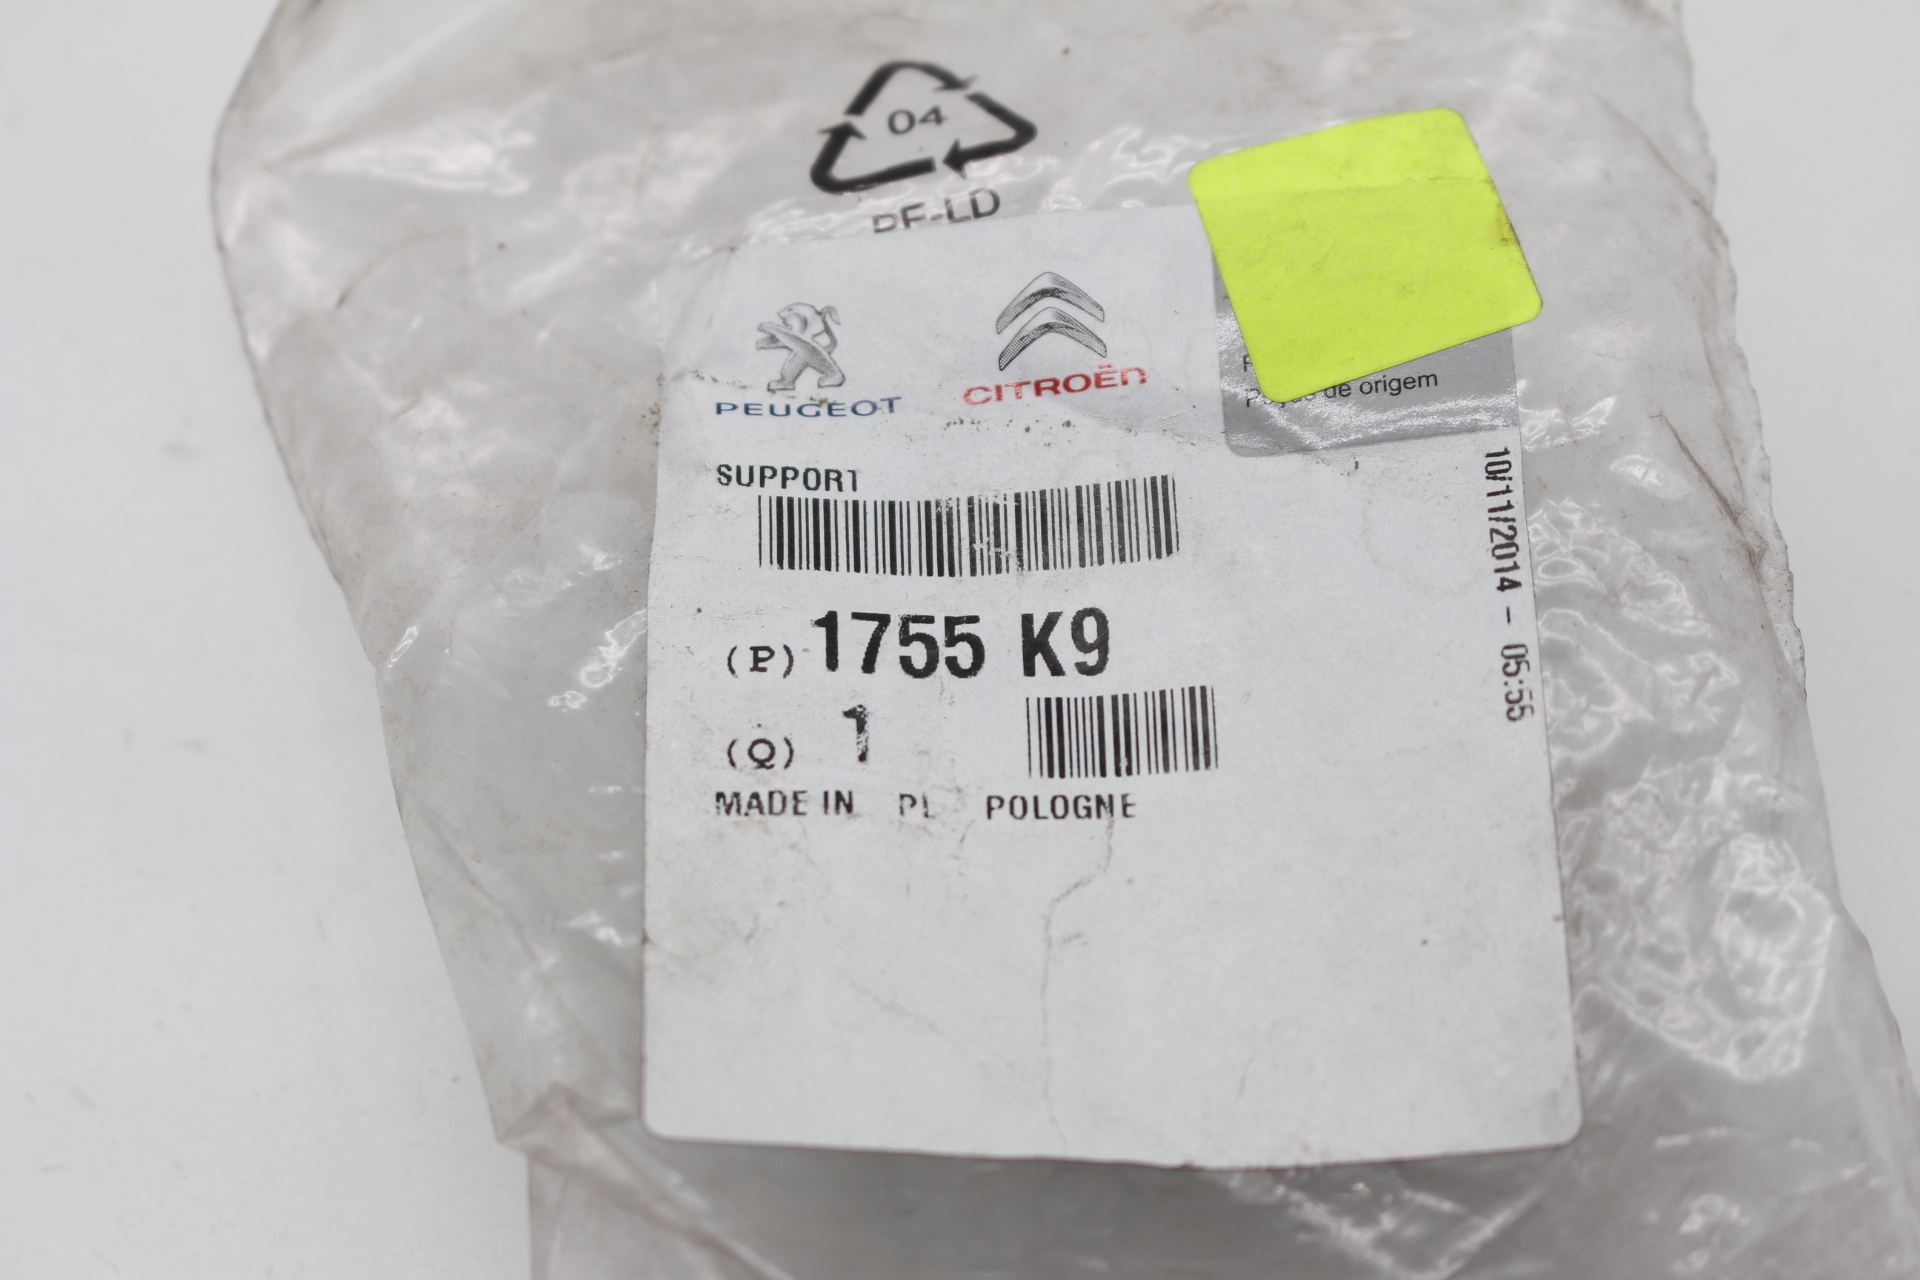 04
PE-LD
PEUGEOT
CITROËN
Peças de origem
SUPPORT
(P) 1755 K9
(Q) 1
MADE IN PL POLOGNE
10/11/2014 - 05:55